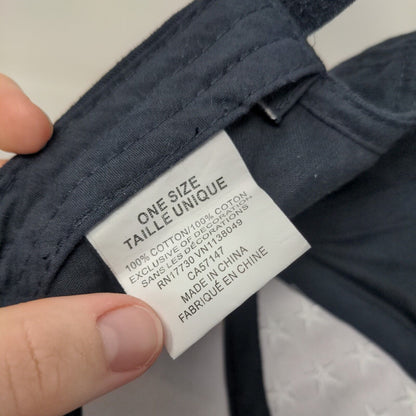 ONE SIZE
TAILLE UNIQUE
100% COTTON/100% COTON
EXCLUSIVE OF DECORATION
SANS LES DÉCORATIONS
RN17730 VN1138049
CA57147
MADE IN CHINA
FABRIQUÉ EN CHINE